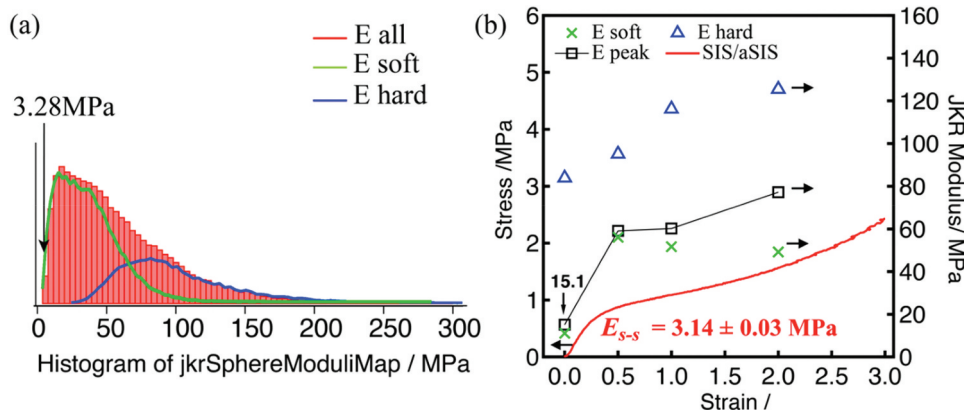 (a)
E all
E soft
E hard
3.28MPa
0 50 100 150 200 250 300
Histogram of jkrSphereModuliMap / MPa
(b)
E soft E hard
E peak SIS/aSIS
Stress /MPa
6
5
4
3
2
1
0
15.1
E_{s-s} = 3.14 ± 0.03 MPa
0.0 0.5 1.0 1.5 2.0 2.5 3.0
Strain /
160
140
120
100
80
60
40
20
0
JKR Modulus/ MPa